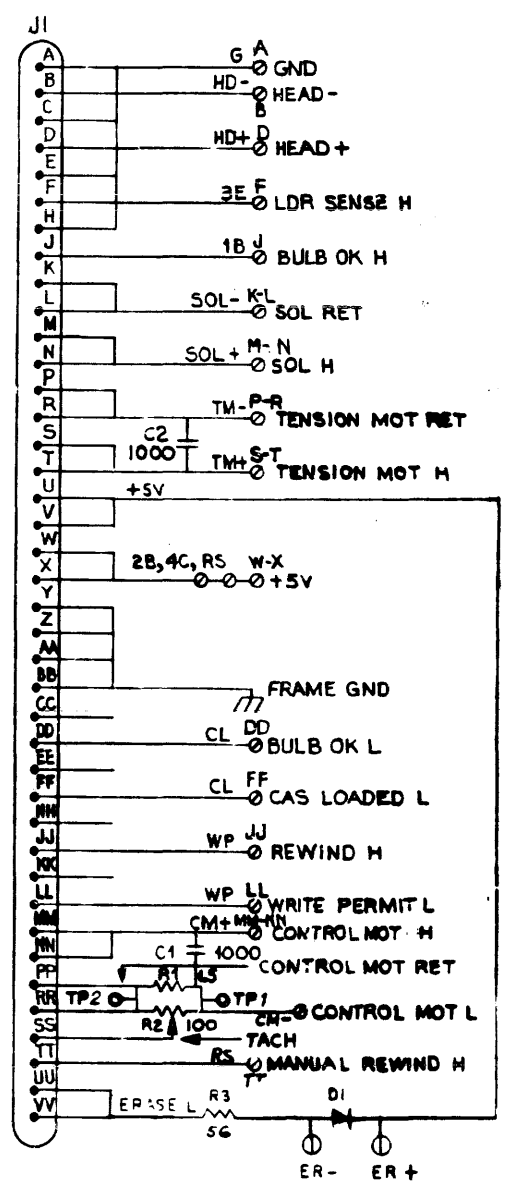 J1
A G A GND
B HD- HEAD-
B
C
D HD+ D HEAD+
E
F 3E F LDR SENSE H
H
J 1B J BULB OK H
K
L SOL- K-L SOL RET
M
N SOL+ M-N SOL H
P
R TM- P-R TENSION MOT RET
S C2
1000
T TM+ S-T TENSION MOT H
U +5V
V
W
X 2B, 4C, RS W-X +5V
Y
Z
AA
BB FRAME GND
CC
DD CL DD BULB OK L
EE
FF CL FF CAS LOADED L
HH
JJ WP JJ REWIND H
KK
LL WP LL WRITE PERMIT L
MM CM+ MM-NN CONTROL MOT H
NN C1 1000
CONTROL MOT RET
PP R1 1.5
RR TP2 TP1 CM- CONTROL MOT L
SS R2 100
TACH
TT RS MANUAL REWIND H
TT
UU
VV ERASE L R3 D1
56
ER- ER+